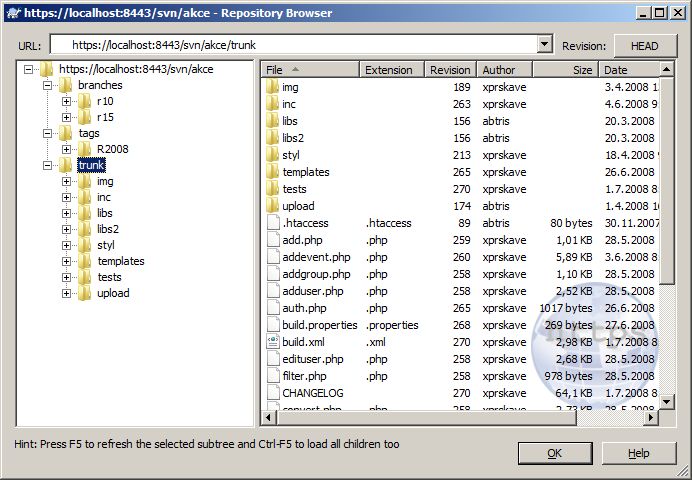 https://localhost:8443/svn/akce - Repository Browser
URL: https://localhost:8443/svn/akce/trunk Revision: HEAD
https://localhost:8443/svn/akce
branches
r10
r15
tags
R2008
trunk
img
inc
libs
libs2
styl
templates
tests
upload
File Extension Revision Author Size Date
img 189 xprskave 3.4.2008
inc 263 xprskave 4.6.2008
libs 156 abtris 20.3.2008
libs2 156 abtris 20.3.2008
styl 213 xprskave 18.4.2008
templates 265 xprskave 26.6.2008
tests 270 xprskave 1.7.2008
upload 174 abtris 1.4.2008
.htaccess .htaccess 89 abtris 80 bytes 30.11.2007
add.php .php 259 xprskave 1,01 KB 28.5.2008
addevent.php .php 260 xprskave 5,89 KB 3.6.2008
addgroup.php .php 258 xprskave 1,10 KB 28.5.2008
adduser.php .php 258 xprskave 2,52 KB 28.5.2008
auth.php .php 265 xprskave 1017 bytes 26.6.2008
build.properties .properties 268 xprskave 269 bytes 27.6.2008
build.xml .xml 270 xprskave 2,98 KB 1.7.2008
edituser.php .php 258 xprskave 2,68 KB 28.5.2008
filter.php .php 258 xprskave 978 bytes 28.5.2008
CHANGELOG 270 xprskave 64,1 KB 1.7.2008
convert.php .php 258 xprskave 2,73 KB 28.5.2008
Hint: Press F5 to refresh the selected subtree and Ctrl-F5 to load all children too
OK Help